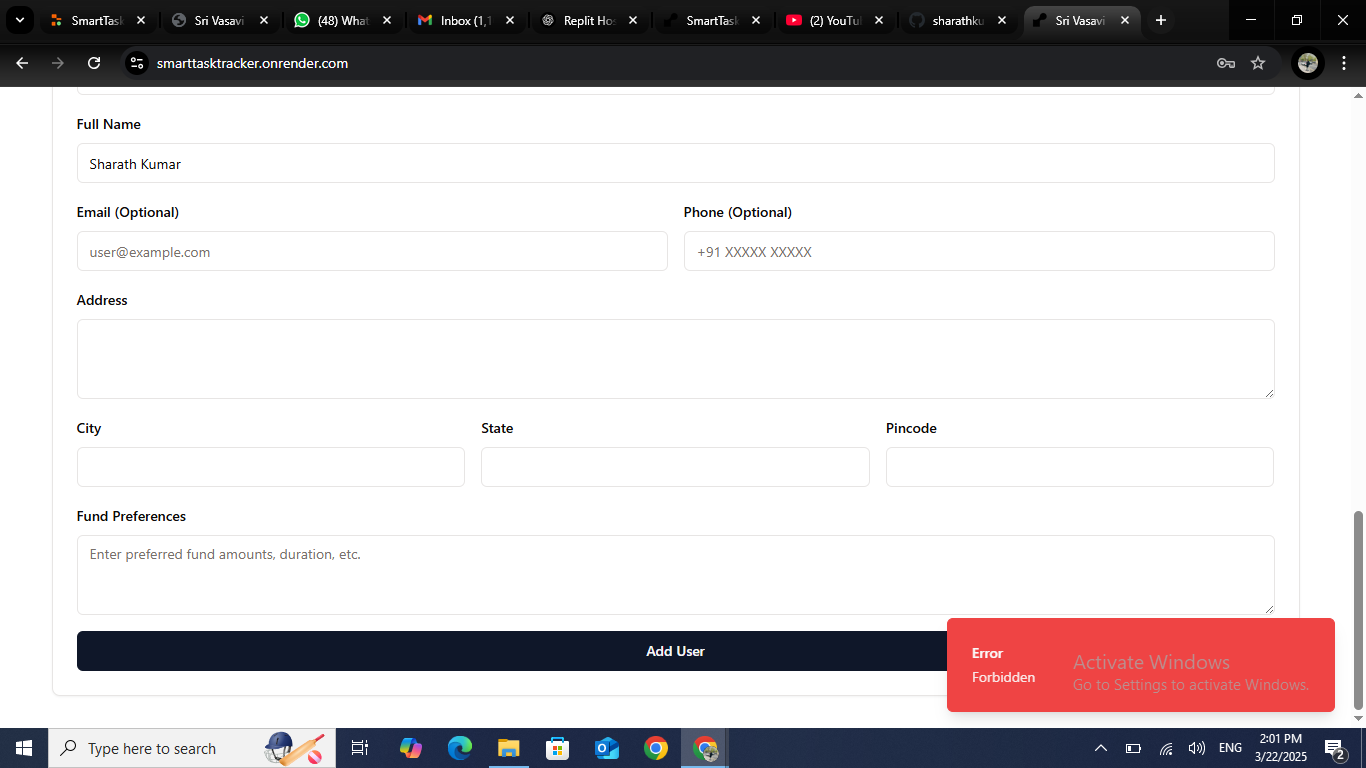 SmartTask
Sri Vasavi
(48) What
Inbox (1,1
Replit Hos
SmartTask
(2) YouTu
sharathku
Sri Vasavi
smarttasktracker.onrender.com
Full Name
Sharath Kumar
Email (Optional)
Phone (Optional)
user@example.com
+91 XXXXX XXXXX
Address
City
State
Pincode
Fund Preferences
Enter preferred fund amounts, duration, etc.
Add User
Error
Forbidden
Activate Windows
Go to Settings to activate Windows.
Type here to search
ENG
2:01 PM
3/22/2025
2